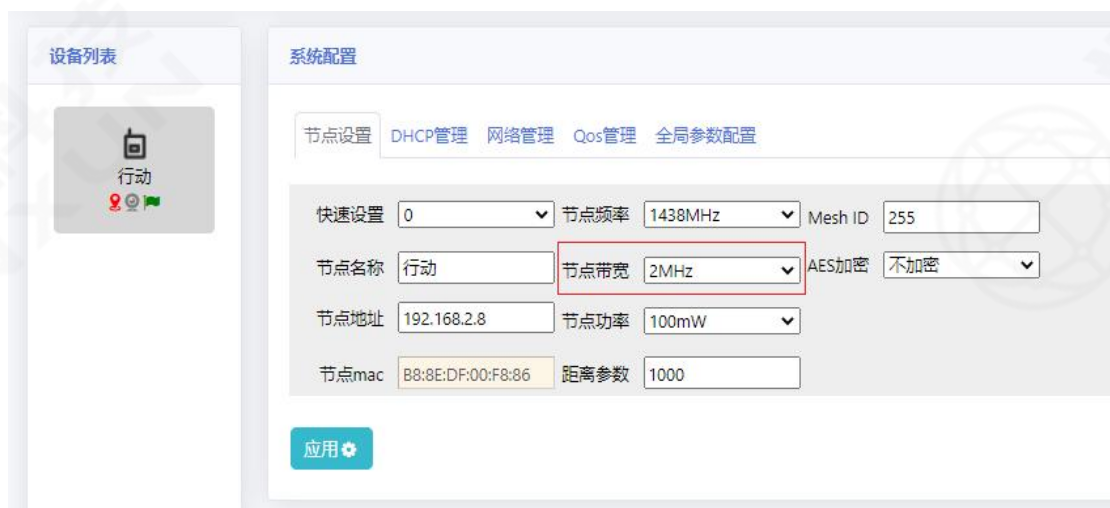 设备列表
系统配置
行动
节点设置 DHCP管理 网络管理 Qos管理 全局参数配置
快速设置 0 节点频率 1438MHz Mesh ID 255
节点名称 行动 节点带宽 2MHz AES加密 不加密
节点地址 192.168.2.8 节点功率 100mW
节点mac B8:8E:DF:00:F8:86 距离参数 1000
应用